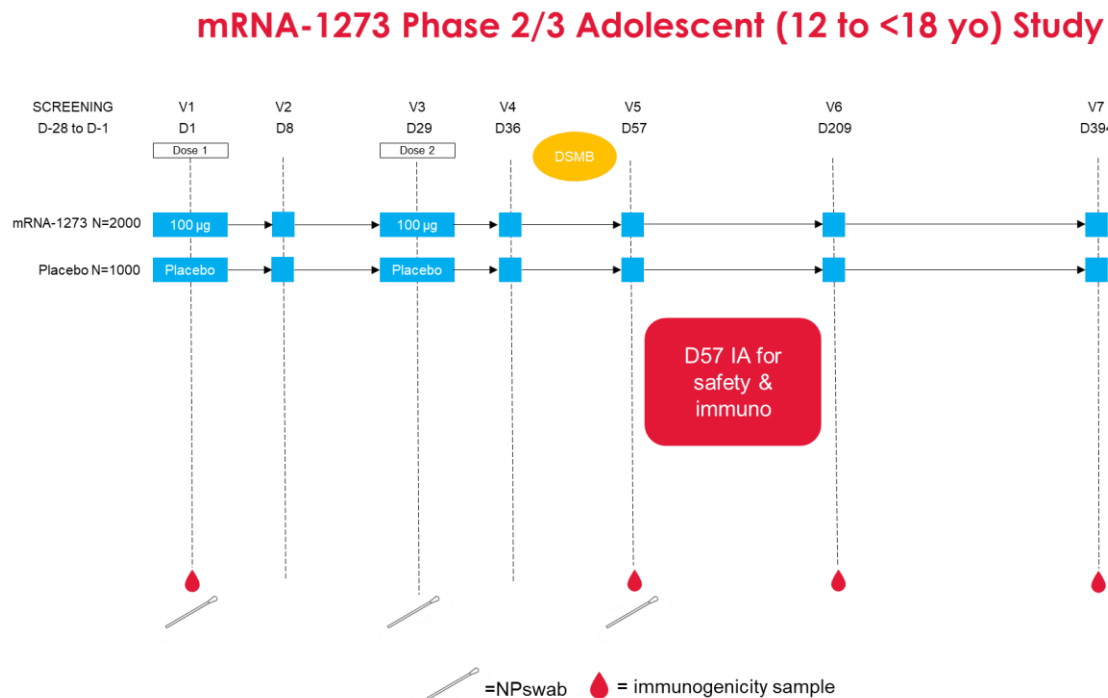 mRNA-1273 Phase 2/3 Adolescent (12 to <18 yo) Study
SCREENING V1 V2 V3 V4 V5 V6 V7
D-28 to D-1 D1 D8 D29 D36 D57 D209 D394
Dose 1 Dose 2
DSMB
mRNA-1273 N=2000 100 µg 100 µg
Placebo N=1000 Placebo Placebo
D57 IA for
safety &
immuno
=NPswab = immunogenicity sample